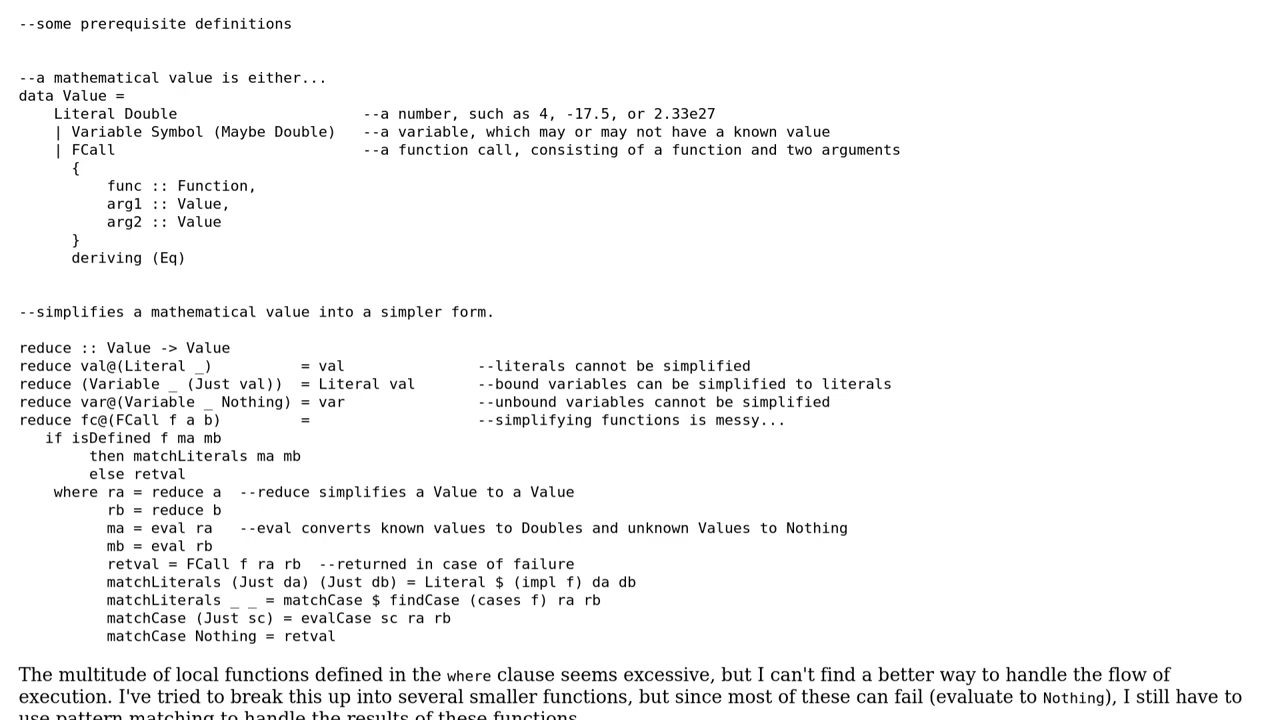 --some prerequisite definitions
--a mathematical value is either...
data Value =
    Literal Double                     --a number, such as 4, -17.5, or 2.33e27
    | Variable Symbol (Maybe Double)   --a variable, which may or may not have a known value
    | FCall                            --a function call, consisting of a function and two arguments
      {
          func :: Function,
          arg1 :: Value,
          arg2 :: Value
      }
      deriving (Eq)
--simplifies a mathematical value into a simpler form.
reduce :: Value -> Value
reduce val@(Literal _)          = val               --literals cannot be simplified
reduce (Variable _ (Just val))  = Literal val       --bound variables can be simplified to literals
reduce var@(Variable _ Nothing) = var               --unbound variables cannot be simplified
reduce fc@(FCall f a b)         =                   --simplifying functions is messy...
   if isDefined f ma mb
        then matchLiterals ma mb
        else retval
    where ra = reduce a  --reduce simplifies a Value to a Value
          rb = reduce b
          ma = eval ra   --eval converts known values to Doubles and unknown Values to Nothing
          mb = eval rb
          retval = FCall f ra rb  --returned in case of failure
          matchLiterals (Just da) (Just db) = Literal $ (impl f) da db
          matchLiterals _ _ = matchCase $ findCase (cases f) ra rb
          matchCase (Just sc) = evalCase sc ra rb
          matchCase Nothing = retval
The multitude of local functions defined in the where clause seems excessive, but I can't find a better way to handle the flow of
execution. I've tried to break this up into several smaller functions, but since most of these can fail (evaluate to Nothing), I still have to
use pattern matching to handle the results of these functions.